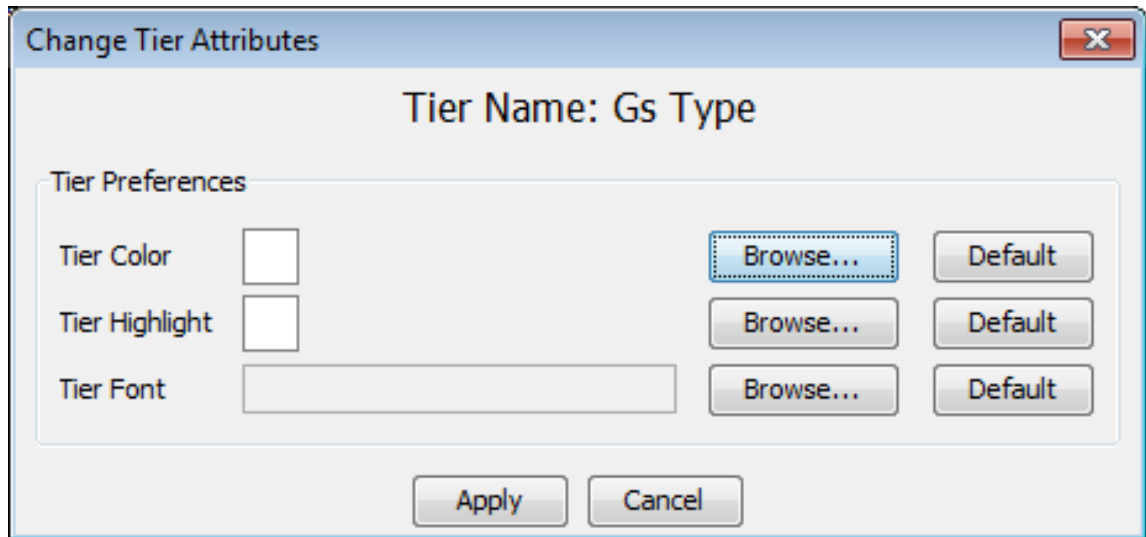 Change Tier Attributes
Tier Name: Gs Type
Tier Preferences
Tier Color Browse... Default
Tier Highlight Browse... Default
Tier Font Browse... Default
Apply Cancel